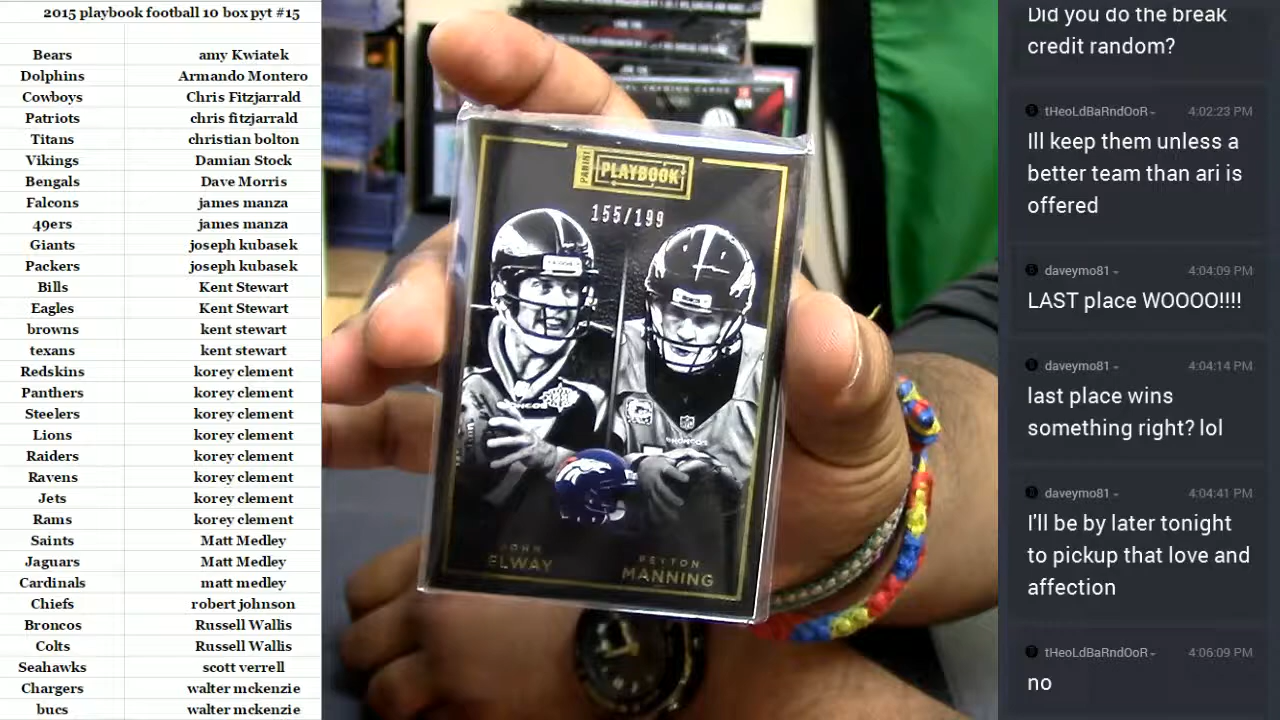 2015 playbook football 10 box pyt #15
Bears amy Kwiatek
Dolphins Armando Montero
Cowboys Chris Fitzjarrald
Patriots chris fitzjarrald
Titans christian bolton
Vikings Damian Stock
Bengals Dave Morris
Falcons james manza
49ers james manza
Giants joseph kubasek
Packers joseph kubasek
Bills Kent Stewart
Eagles Kent Stewart
browns kent stewart
texans kent stewart
Redskins korey clement
Panthers korey clement
Steelers korey clement
Lions korey clement
Raiders korey clement
Ravens korey clement
Jets korey clement
Rams korey clement
Saints Matt Medley
Jaguars Matt Medley
Cardinals matt medley
Chiefs robert johnson
Broncos Russell Wallis
Colts Russell Wallis
Seahawks scott verrell
Chargers walter mckenzie
bucs walter mckenzie
PANINI PLAYBOOK
155/199
BRONCOS
BRONCOS
JOHN
ELWAY
PEYTON
MANNING
Did you do the break
credit random?
tHeoLdBaRndOoR 4:02:23 PM
Ill keep them unless a
better team than ari is
offered
daveymo81 4:04:09 PM
LAST place WOOOO!!!!
daveymo81 4:04:14 PM
last place wins
something right? lol
daveymo81 4:04:41 PM
I'll be by later tonight
to pickup that love and
affection
tHeoLdBaRndOoR 4:06:09 PM
no